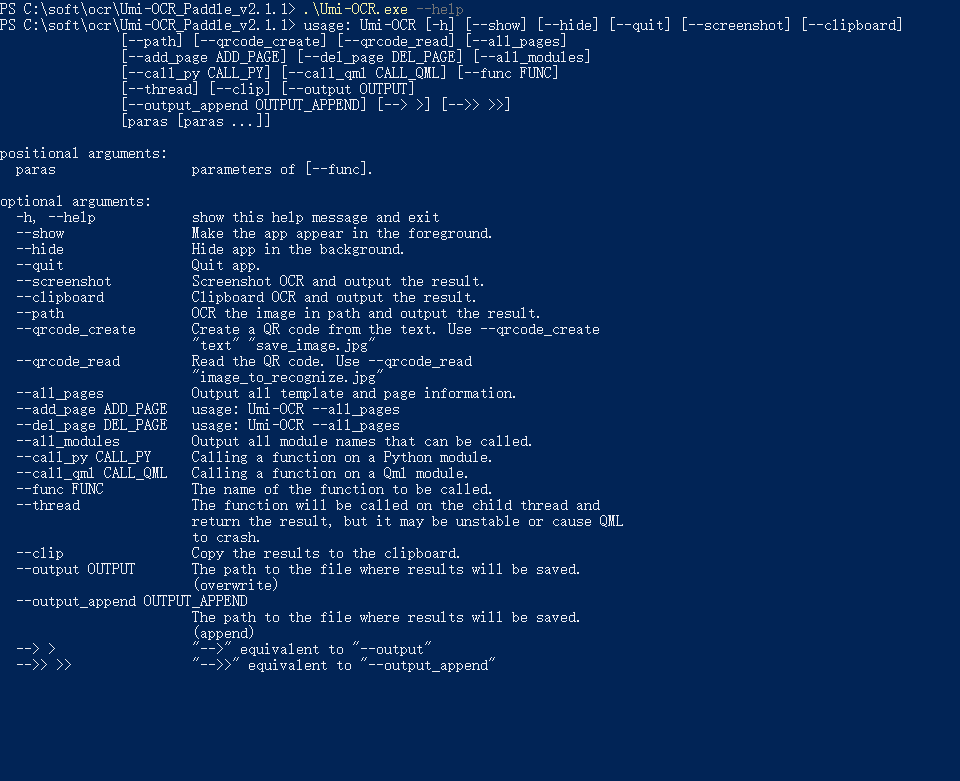 PS C:\soft\ocr\Umi-OCR_Paddle_v2.1.1> .\Umi-OCR.exe --help
PS C:\soft\ocr\Umi-OCR_Paddle_v2.1.1> usage: Umi-OCR [-h] [--show] [--hide] [--quit] [--screenshot] [--clipboard]
[--path] [--qrcode_create] [--qrcode_read] [--all_pages]
[--add_page ADD_PAGE] [--del_page DEL_PAGE] [--all_modules]
[--call_py CALL_PY] [--call_qml CALL_QML] [--func FUNC]
[--thread] [--clip] [--output OUTPUT]
[--output_append OUTPUT_APPEND] [--> >] [-->> >>]
[paras [paras ...]]
positional arguments:
paras parameters of [--func].
optional arguments:
-h, --help show this help message and exit
--show Make the app appear in the foreground.
--hide Hide app in the background.
--quit Quit app.
--screenshot Screenshot OCR and output the result.
--clipboard Clipboard OCR and output the result.
--path OCR the image in path and output the result.
--qrcode_create Create a QR code from the text. Use --qrcode_create
"text" "save_image.jpg"
--qrcode_read Read the QR code. Use --qrcode_read
"image_to_recognize.jpg"
--all_pages Output all template and page information.
--add_page ADD_PAGE usage: Umi-OCR --all_pages
--del_page DEL_PAGE usage: Umi-OCR --all_pages
--all_modules Output all module names that can be called.
--call_py CALL_PY Calling a function on a Python module.
--call_qml CALL_QML Calling a function on a Qml module.
--func FUNC The name of the function to be called.
--thread The function will be called on the child thread and
return the result, but it may be unstable or cause QML
to crash.
--clip Copy the results to the clipboard.
--output OUTPUT The path to the file where results will be saved.
(overwrite)
--output_append OUTPUT_APPEND
The path to the file where results will be saved.
(append)
--> > "-->" equivalent to "--output"
-->> >> "-->>" equivalent to "--output_append"